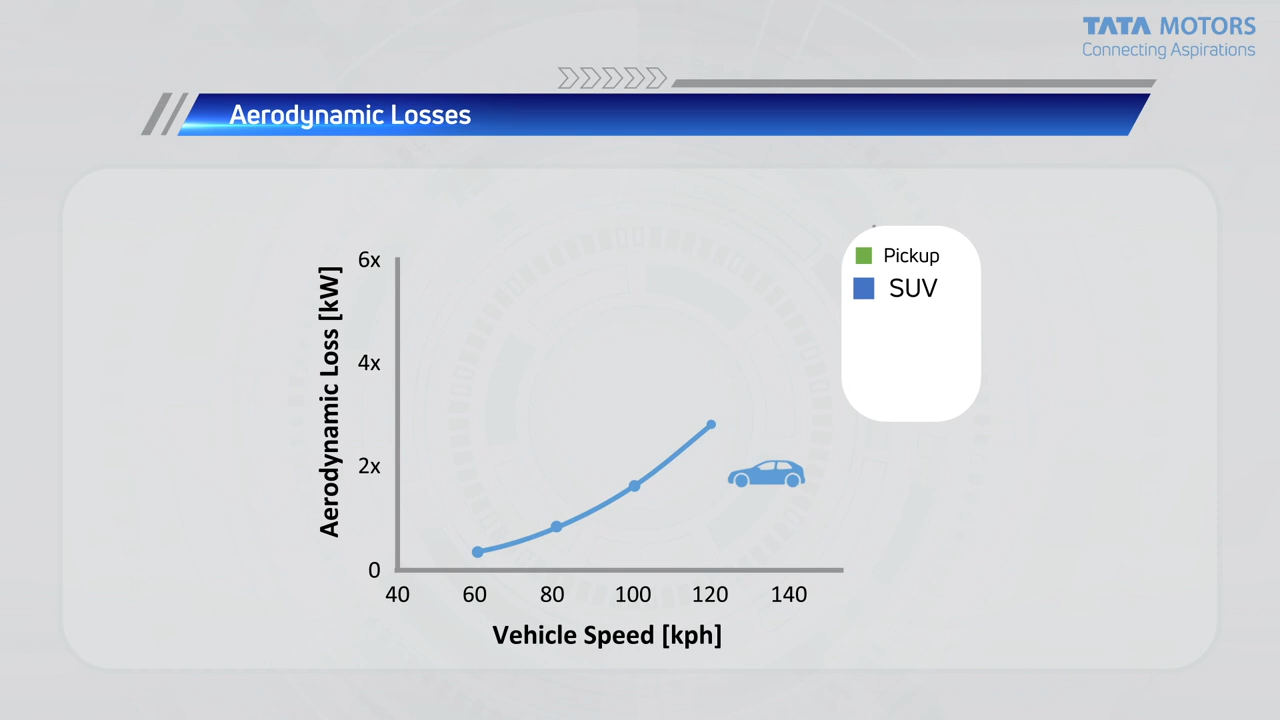 TATA MOTORS
Connecting Aspirations
Aerodynamic Losses
Pickup
SUV
6x
4x
2x
0
Aerodynamic Loss [kW]
40 60 80 100 120 140
Vehicle Speed [kph]